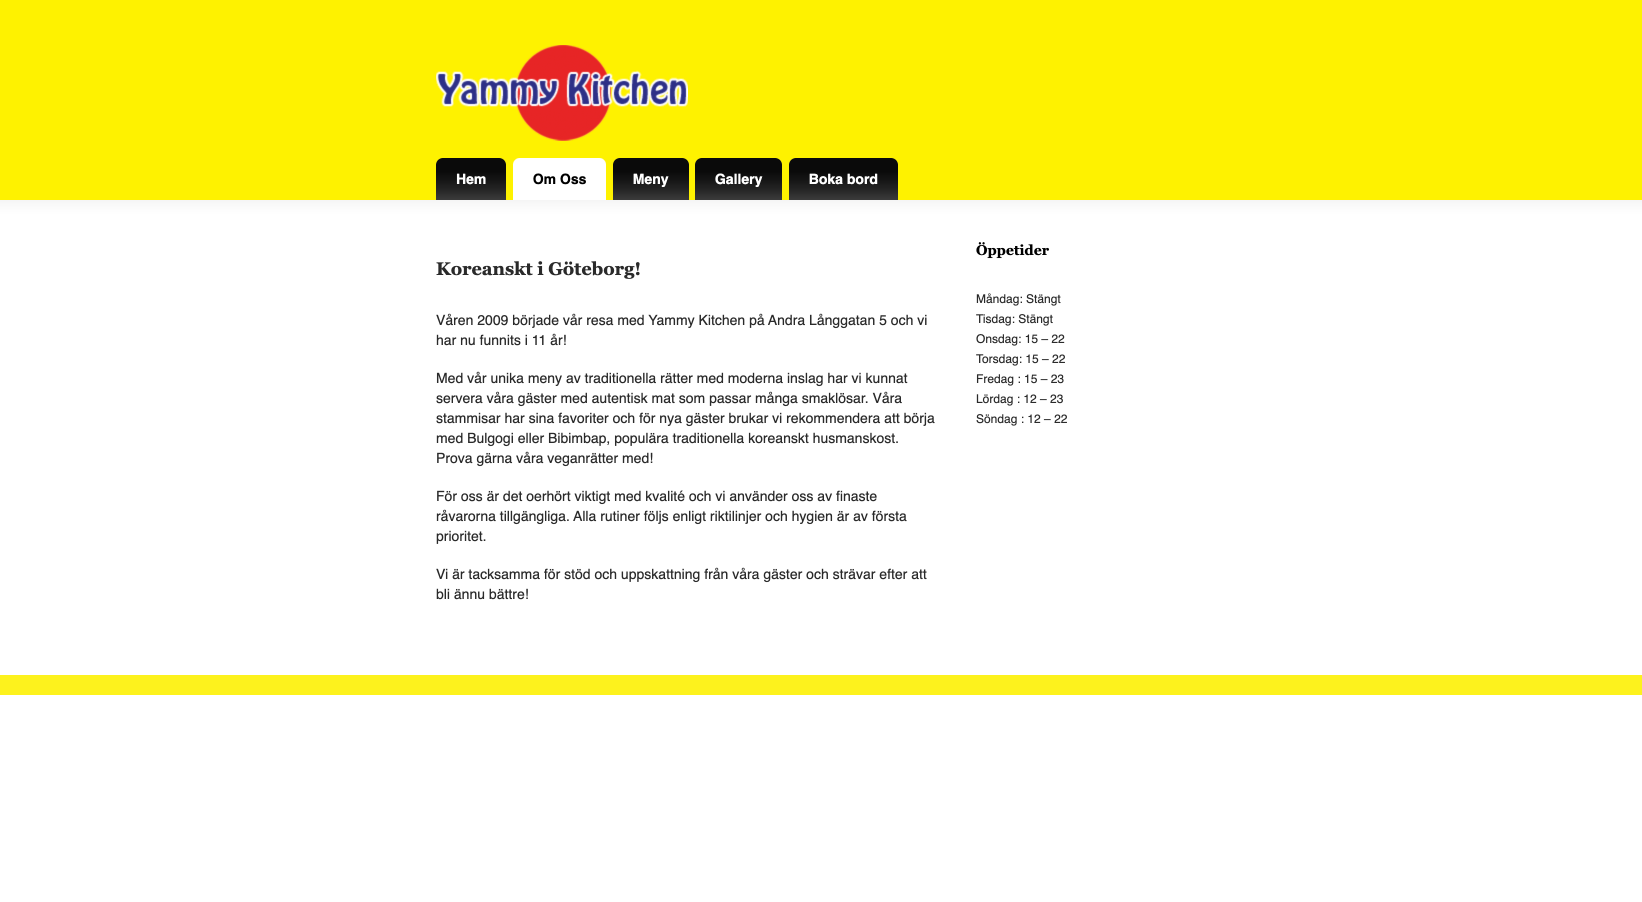 Yammy Kitchen
Hem
Om Oss
Meny
Gallery
Boka bord
Koreanskt i Göteborg!
Våren 2009 började vår resa med Yammy Kitchen på Andra Långgatan 5 och vi
har nu funnits i 11 år!
Med vår unika meny av traditionella rätter med moderna inslag har vi kunnat
servera våra gäster med autentisk mat som passar många smaklösar. Våra
stammisar har sina favoriter och för nya gäster brukar vi rekommendera att börja
med Bulgogi eller Bibimbap, populära traditionella koreanskt husmanskost.
Prova gärna våra veganrätter med!
För oss är det oerhört viktigt med kvalité och vi använder oss av finaste
råvarorna tillgängliga. Alla rutiner följs enligt riktilinjer och hygien är av första
prioritet.
Vi är tacksamma för stöd och uppskattning från våra gäster och strävar efter att
bli ännu bättre!
Öppetider
Måndag: Stängt
Tisdag: Stängt
Onsdag: 15 – 22
Torsdag: 15 – 22
Fredag : 15 – 23
Lördag : 12 – 23
Söndag : 12 – 22